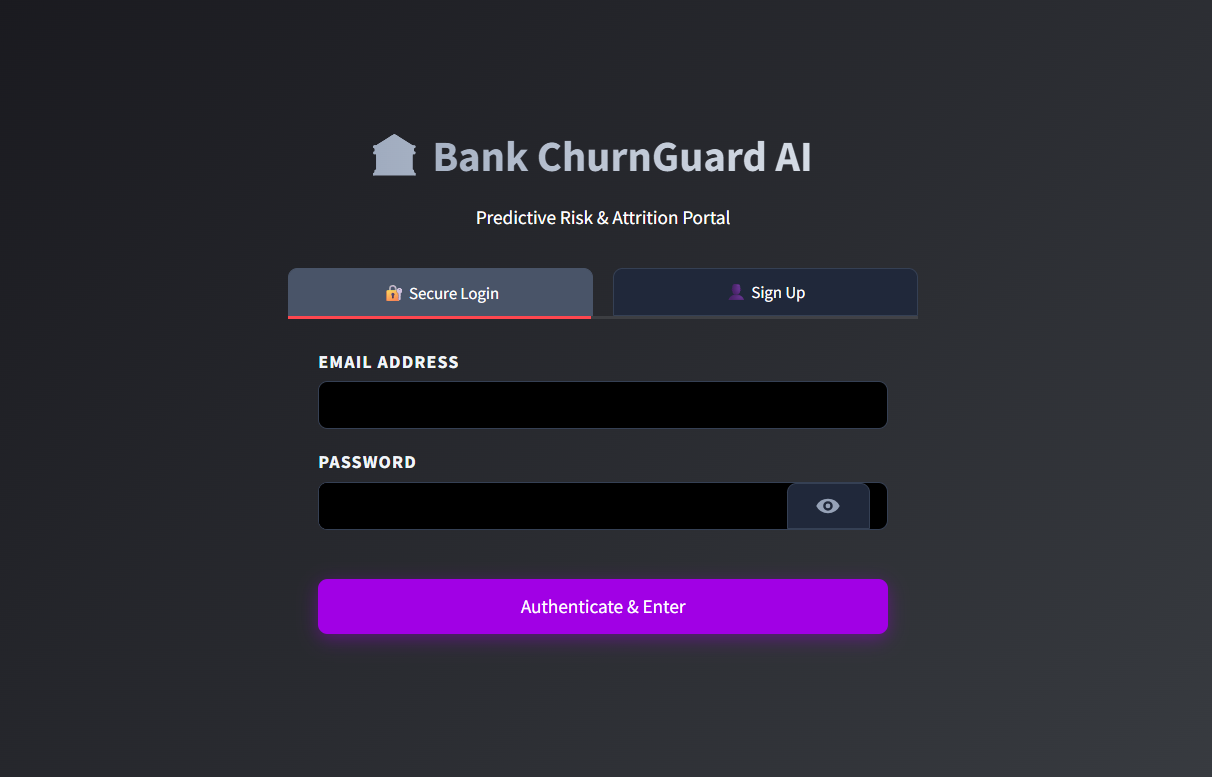 Bank ChurnGuard AI
Predictive Risk & Attrition Portal
Secure Login
Sign Up
EMAIL ADDRESS
PASSWORD
Authenticate & Enter